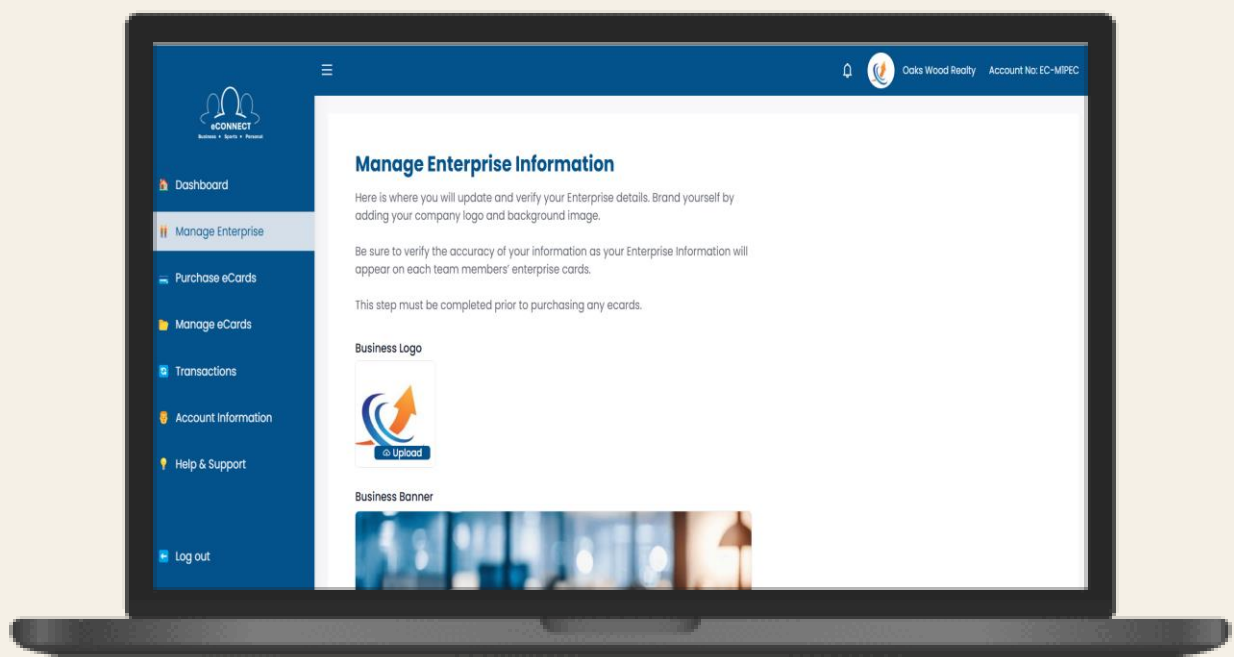 Oaks Wood Realty Account No: EC-M1PEC
eCONNECT
Business • Sports • Personal
Dashboard
Manage Enterprise
Purchase eCards
Manage eCards
Transactions
Account Information
Help & Support
Log out
Manage Enterprise Information
Here is where you will update and verify your Enterprise details. Brand yourself by
adding your company logo and background image.
Be sure to verify the accuracy of your information as your Enterprise Information will
appear on each team members' enterprise cards.
This step must be completed prior to purchasing any ecards.
Business Logo
Upload
Business Banner